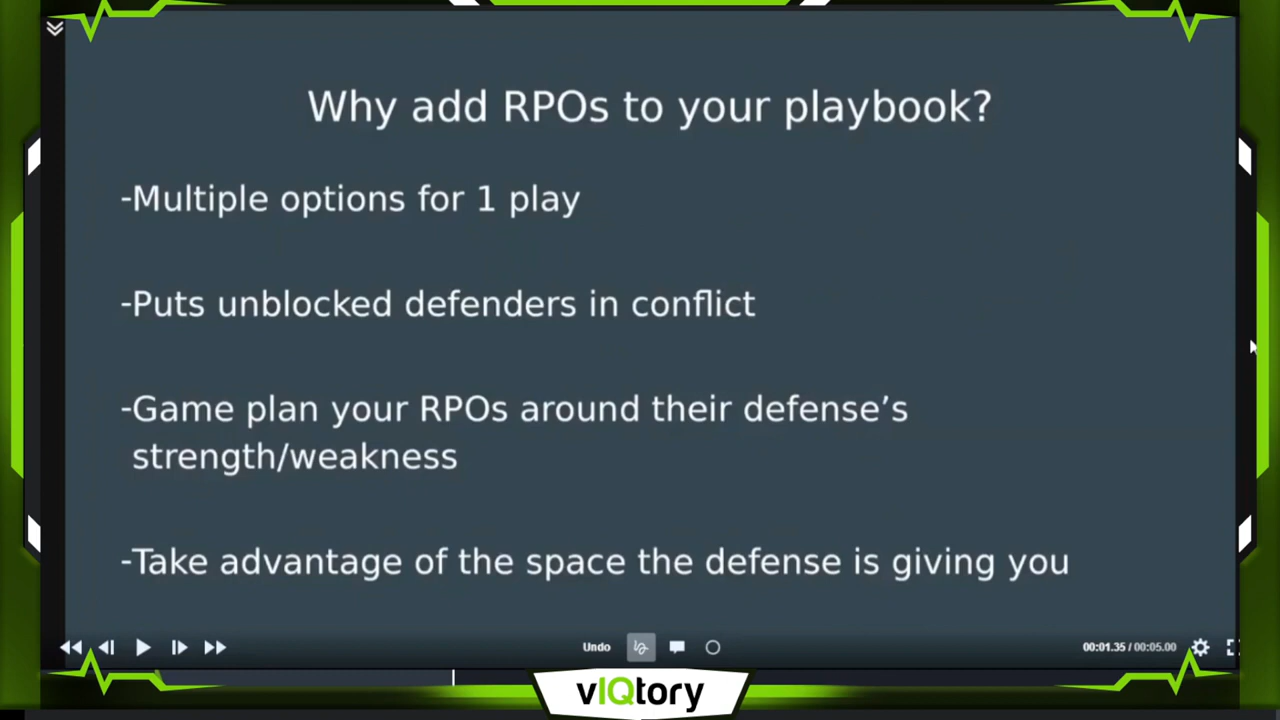 Why add RPOs to your playbook?
-Multiple options for 1 play
-Puts unblocked defenders in conflict
-Game plan your RPOs around their defense’s
strength/weakness
-Take advantage of the space the defense is giving you
Undo
00:01.35 / 00:05.00
vIQtory